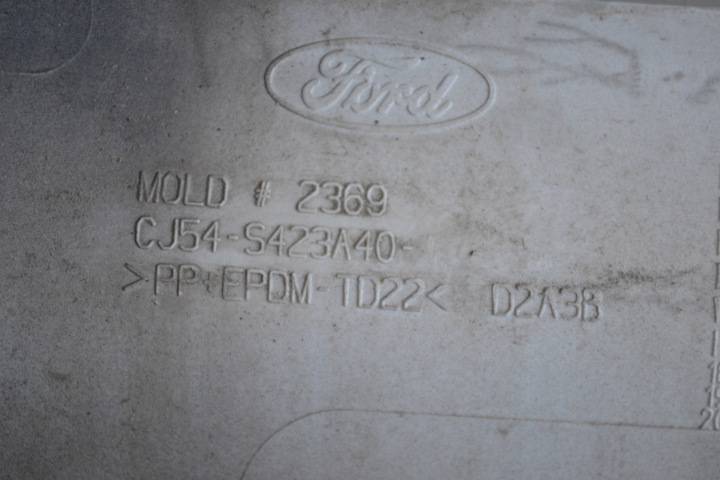 Ford
MOLD # 2369
CJ54-S423A40-
>PP+EPDM-TD22< D2A3B